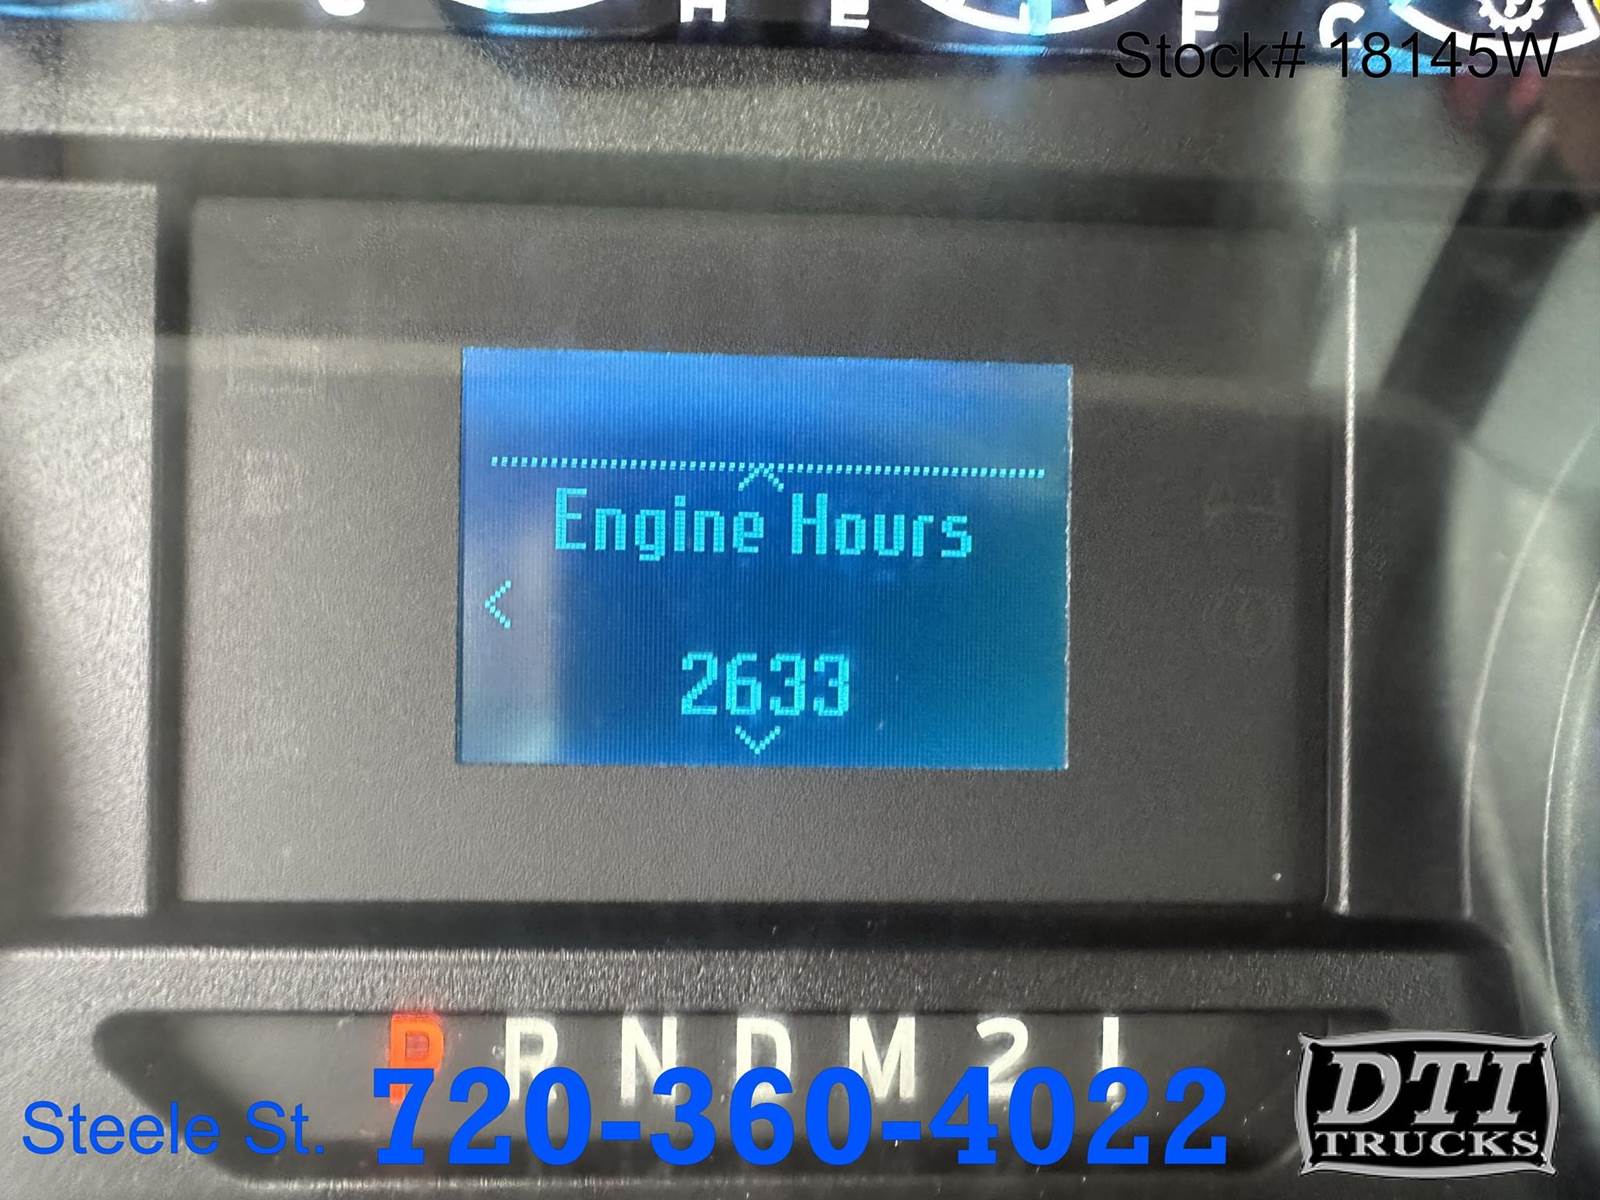 H E F C
Stock# 18145W
Engine Hours
<
2633
P R N D M 2 1
Steele St. 720-360-4022
DTI
TRUCKS